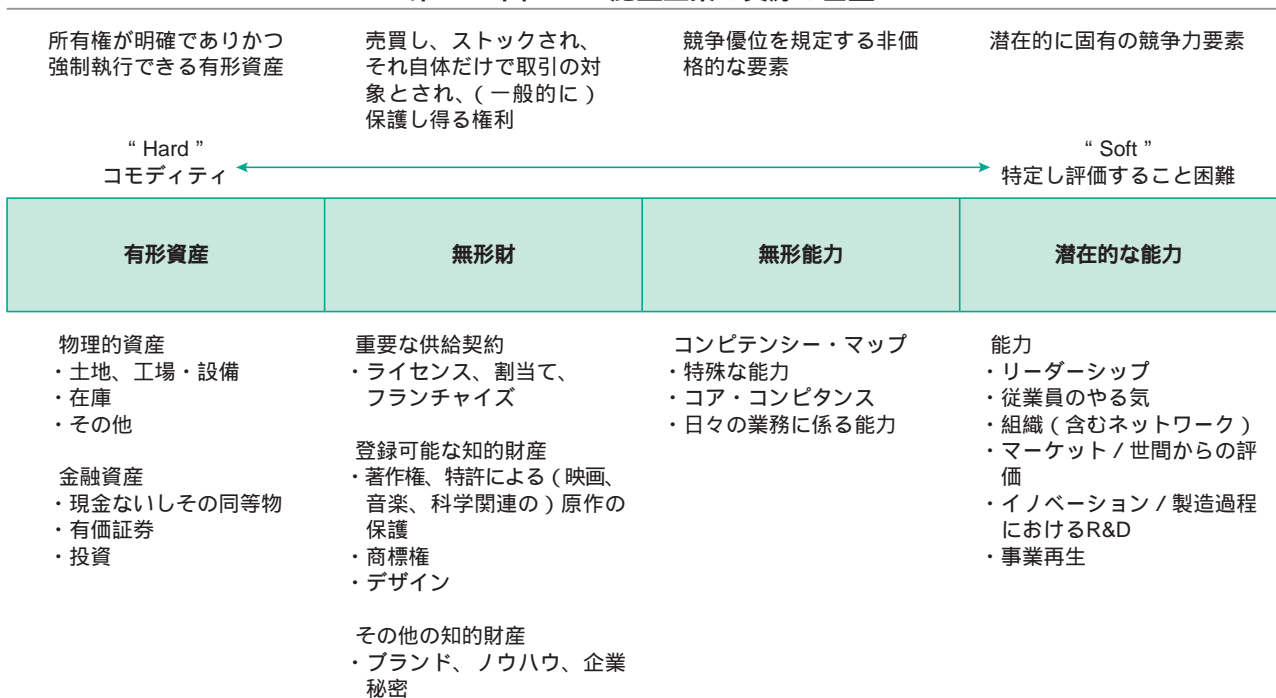 所有権が明確でありかつ
強制執行できる有形資産
売買し、ストックされ、
それ自体だけで取引の対
象とされ、(一般的に)
保護し得る権利
競争優位を規定する非価
格的な要素
潜在的に固有の競争力要素
“ Hard ”
コモディティ
“ Soft ”
特定し評価すること困難
有形資産
無形財
無形能力
潜在的な能力
物理的資産
・土地、工場・設備
・在庫
・その他
金融資産
・現金ないしその同等物
・有価証券
・投資
重要な供給契約
・ライセンス、割当て、
フランチャイズ
登録可能な知的財産
・著作権、特許による(映画、
音楽、科学関連の)原作の
保護
・商標権
・デザイン
その他の知的財産
・ブランド、ノウハウ、企業
秘密
コンピテンシー・マップ
・特殊な能力
・コア・コンピタンス
・日々の業務に係る能力
能力
・リーダーシップ
・従業員のやる気
・組織(含むネットワーク)
・マーケット / 世間からの評
価
・イノベーション / 製造過程
におけるR&D
・事業再生